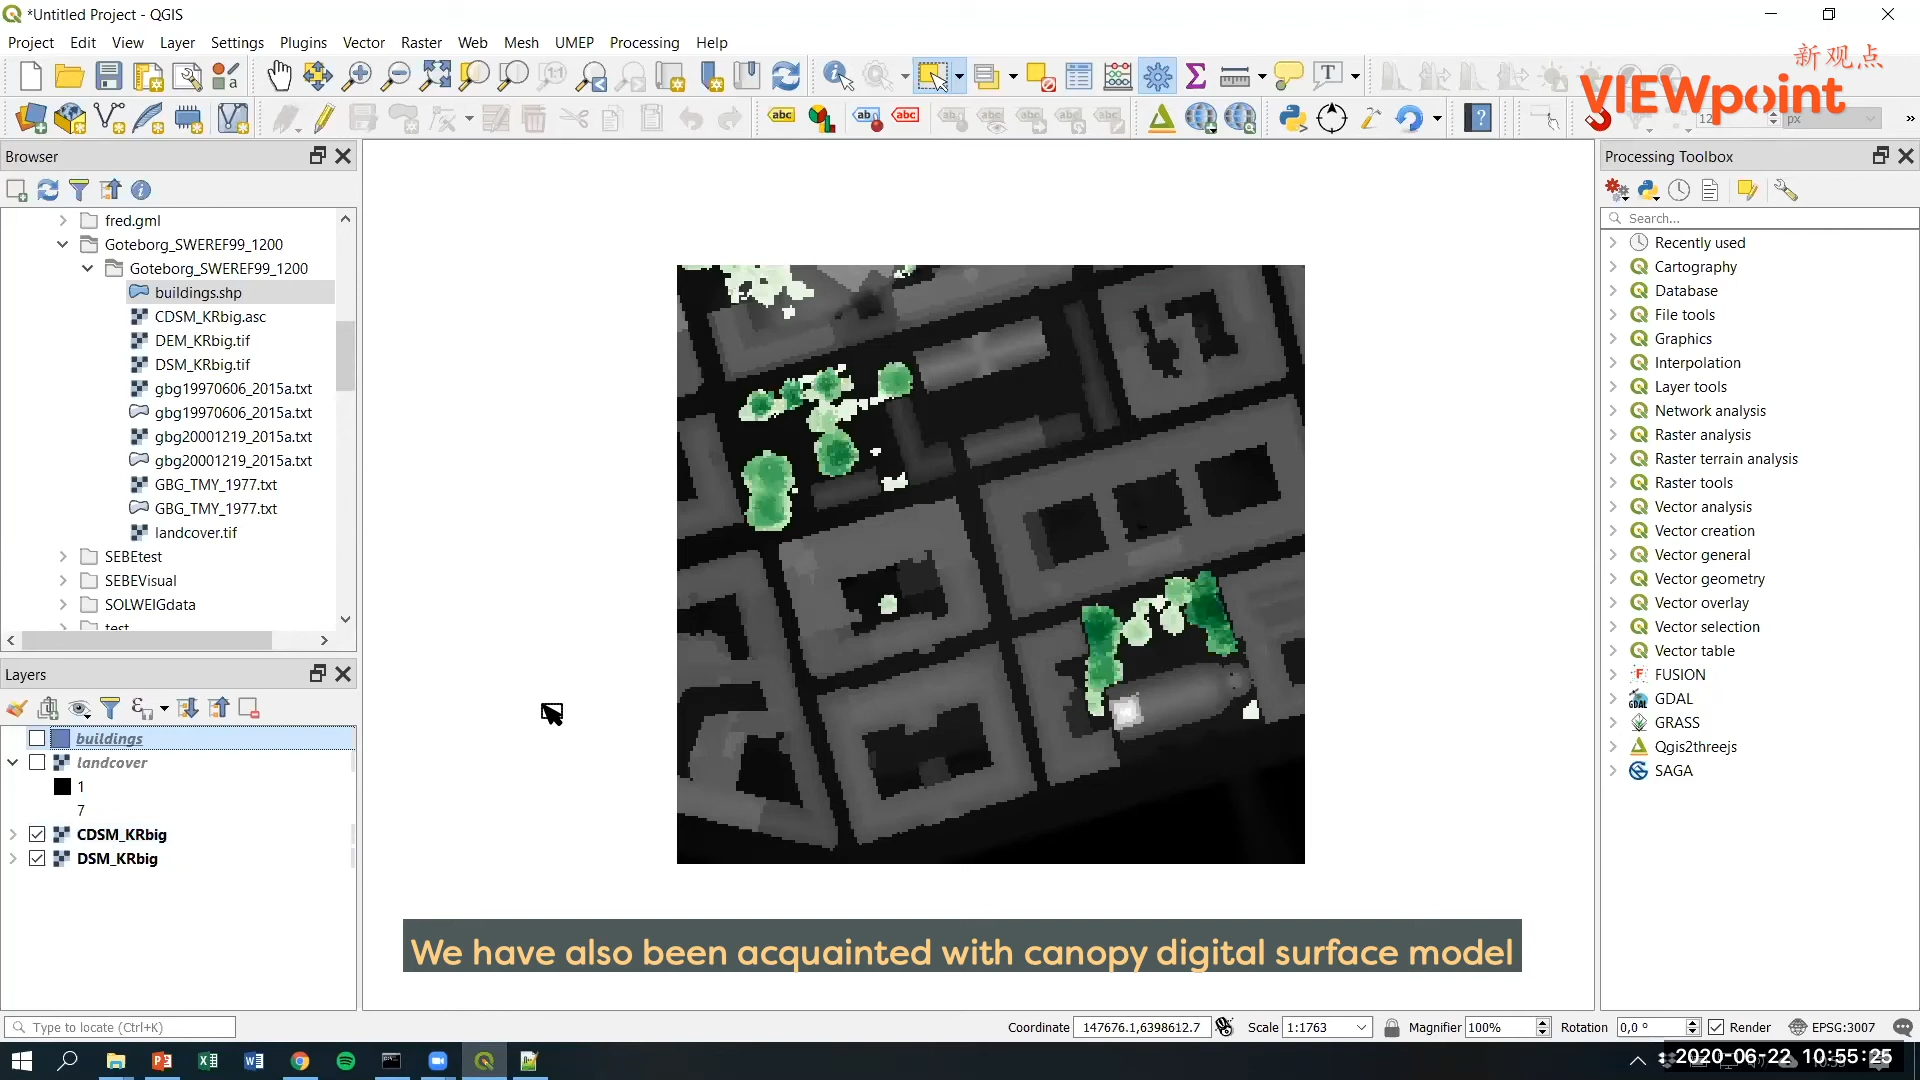 *Untitled Project - QGIS
Project Edit View Layer Settings Plugins Vector Raster Web Mesh UMEP Processing Help
新观点
VIEWpoint
Browser
fred.gml
Goteborg_SWEREF99_1200
Goteborg_SWEREF99_1200
buildings.shp
CDSM_KRbig.asc
DEM_KRbig.tif
DSM_KRbig.tif
gbg19970606_2015a.txt
gbg19970606_2015a.txt
gbg20001219_2015a.txt
gbg20001219_2015a.txt
GBG_TMY_1977.txt
GBG_TMY_1977.txt
landcover.tif
SEBEtest
SEBEVisual
SOLWEIGdata
test
Layers
buildings
landcover
1
7
CDSM_KRbig
DSM_KRbig
Type to locate (Ctrl+K)
Processing Toolbox
Search...
Recently used
Cartography
Database
File tools
Graphics
Interpolation
Layer tools
Network analysis
Raster analysis
Raster terrain analysis
Raster tools
Vector analysis
Vector creation
Vector general
Vector geometry
Vector overlay
Vector selection
Vector table
FUSION
GDAL
GRASS
Qgis2threejs
SAGA
We have also been acquainted with canopy digital surface model
Coordinate 147676.1,6398612.7 Scale 1:1763 Magnifier 100% Rotation 0,0 ° Render EPSG:3007
2020-06-22 10:55:25